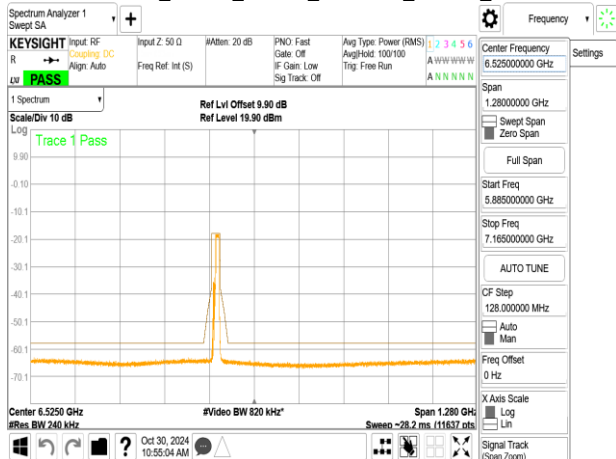 Spectrum Analyzer 1
Swept SA
+
Frequency
KEYSIGHT
Input: RF
Coupling: DC
Align: Auto
Input Z: 50 Ω
Freq Ref: Int (S)
#Atten: 20 dB
PNO: Fast
Gate: Off
IF Gain: Low
Sig Track: Off
Avg Type: Power (RMS)
Avg|Hold: 100/100
Trig: Free Run
1 2 3 4 5 6
A W W W W W
A N N N N N
R
LXI
PASS
1 Spectrum
Scale/Div 10 dB
Ref Lvl Offset 9.90 dB
Ref Level 19.90 dBm
Log
Trace 1 Pass
9.90
-0.10
-10.1
-20.1
-30.1
-40.1
-50.1
-60.1
-70.1
Center 6.5250 GHz
#Res BW 240 kHz
#Video BW 820 kHz*
Span 1.280 GHz
Sweep ~28.2 ms (11637 pts
Oct 30, 2024
10:55:04 AM
?
Center Frequency
6.525000000 GHz
Settings
Span
1.28000000 GHz
Swept Span
Zero Span
Full Span
Start Freq
5.885000000 GHz
Stop Freq
7.165000000 GHz
AUTO TUNE
CF Step
128.000000 MHz
Auto
Man
Freq Offset
0 Hz
X Axis Scale
Log
Lin
Signal Track
(Span Zoom)